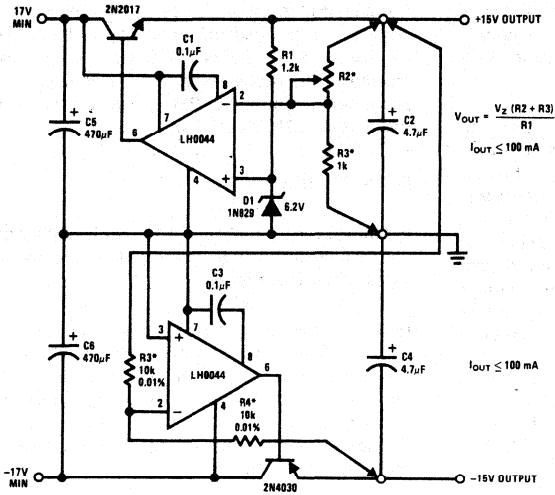 17V
MIN
2N2017
+15V OUTPUT
C1
0.1µF
R1
1.2k
R2*
8
7
2
−
6
LH0044
+
C5
470µF
+
C2
4.7µF
VOUT = VZ (R2 + R3)
R1
IOUT ≤ 100 mA
R3*
1k
4
+
3
D1
1N829
6.2V
C3
0.1µF
3
+
7
8
+
C6
470µF
R3*
10k
0.01%
LH0044
6
+
C4
4.7µF
IOUT ≤ 100 mA
2
−
4
R4*
10k
0.01%
−17V
MIN
2N4030
−15V OUTPUT